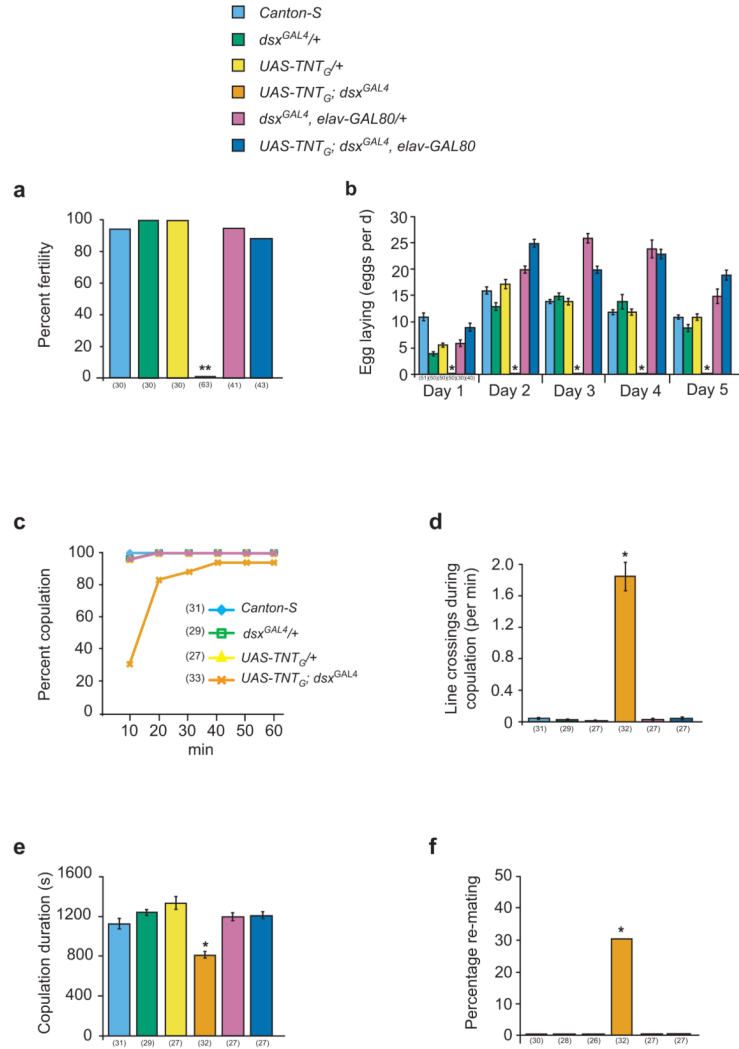 Canton-S
dsxGAL4/+
UAS-TNTG/+
UAS-TNTG; dsxGAL4
dsxGAL4, elav-GAL80/+
UAS-TNTG; dsxGAL4, elav-GAL80
a
Percent fertility
100
80
60
40
20
0
**
(30) (30) (30) (63) (41) (43)
b
Egg laying (eggs per d)
30
25
20
15
10
5
0
* * * * *
Day 1 Day 2 Day 3 Day 4 Day 5
c
Percent copulation
100
80
60
40
20
0
(31) Canton-S
(29) dsxGAL4/+
(27) UAS-TNTG/+
(33) UAS-TNTG; dsxGAL4
10 20 30 40 50 60
min
d
Line crossings during
copulation (per min)
2.0
1.6
1.2
0.8
0.4
0
*
(31) (29) (27) (32) (27) (27)
e
Copulation duration (s)
1600
1200
800
400
0
*
(31) (29) (27) (32) (27) (27)
f
Percentage re-mating
50
40
30
20
10
0
*
(30) (28) (26) (32) (27) (27)